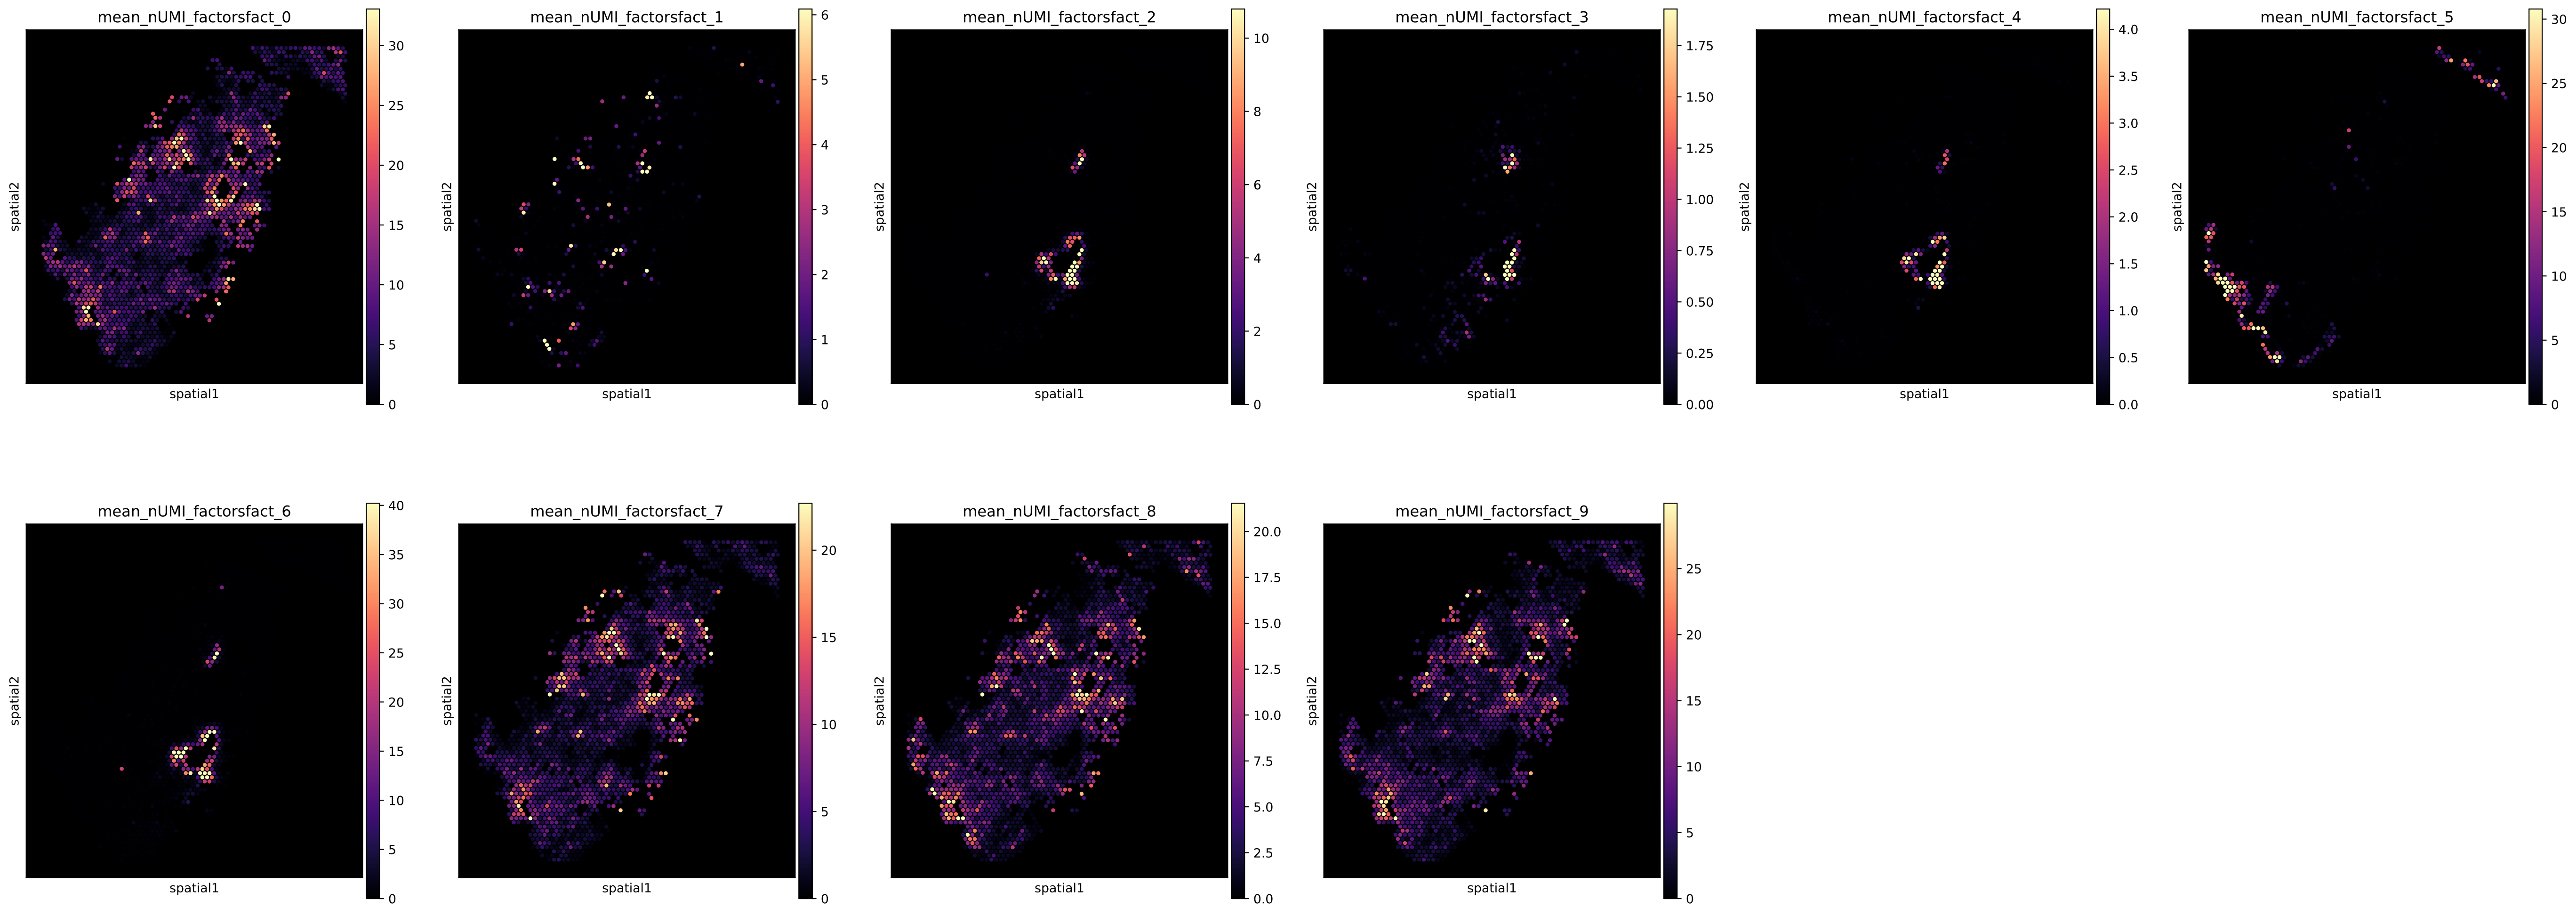 mean_nUMI_factorsfact_0
mean_nUMI_factorsfact_1
mean_nUMI_factorsfact_2
mean_nUMI_factorsfact_3
mean_nUMI_factorsfact_4
mean_nUMI_factorsfact_5
spatial2
spatial1
30
25
20
15
10
5
0
spatial2
spatial1
6
5
4
3
2
1
0
spatial2
spatial1
10
8
6
4
2
0
spatial2
spatial1
1.75
1.50
1.25
1.00
0.75
0.50
0.25
0.00
spatial2
spatial1
4.0
3.5
3.0
2.5
2.0
1.5
1.0
0.5
0.0
spatial2
spatial1
30
25
20
15
10
5
0
mean_nUMI_factorsfact_6
mean_nUMI_factorsfact_7
mean_nUMI_factorsfact_8
mean_nUMI_factorsfact_9
spatial2
spatial1
40
35
30
25
20
15
10
5
0
spatial2
spatial1
20
15
10
5
0
spatial2
spatial1
20.0
17.5
15.0
12.5
10.0
7.5
5.0
2.5
0.0
spatial2
spatial1
25
20
15
10
5
0